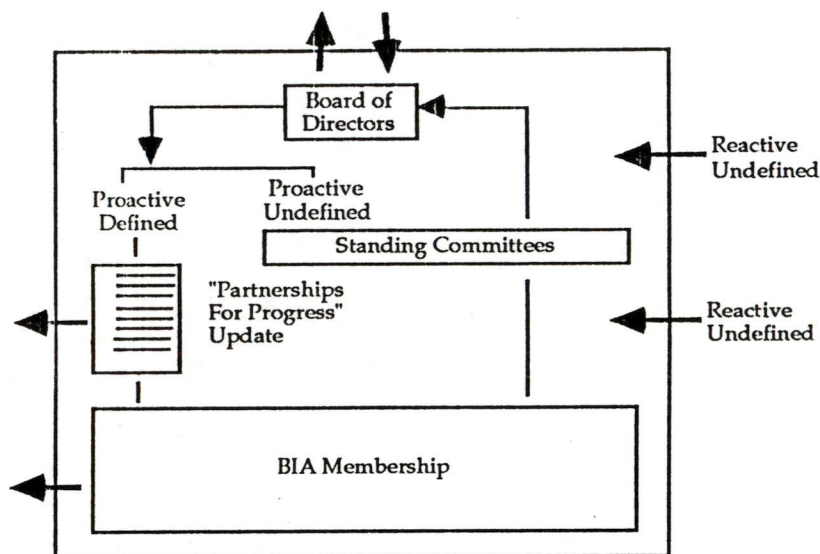 Board of
Directors
Reactive
Undefined
Proactive
Defined
Proactive
Undefined
Standing Committees
"Partnerships
For Progress"
Update
Reactive
Undefined
BIA Membership